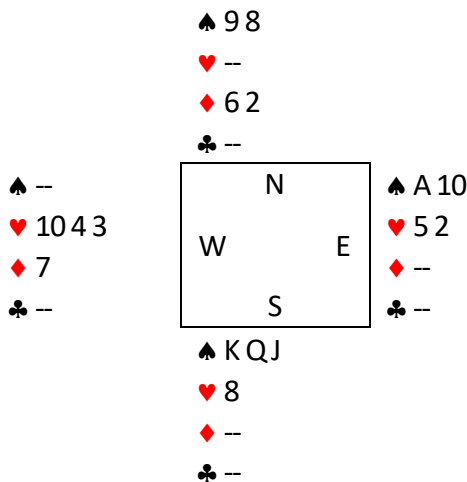 ♠ 9 8
♥ --
♦ 6 2
♣ --
♠ --
♥ 10 4 3
♦ 7
♣ --
N
W E
S
♠ A 10
♥ 5 2
♦ --
♣ --
♠ K Q J
♥ 8
♦ --
♣ --